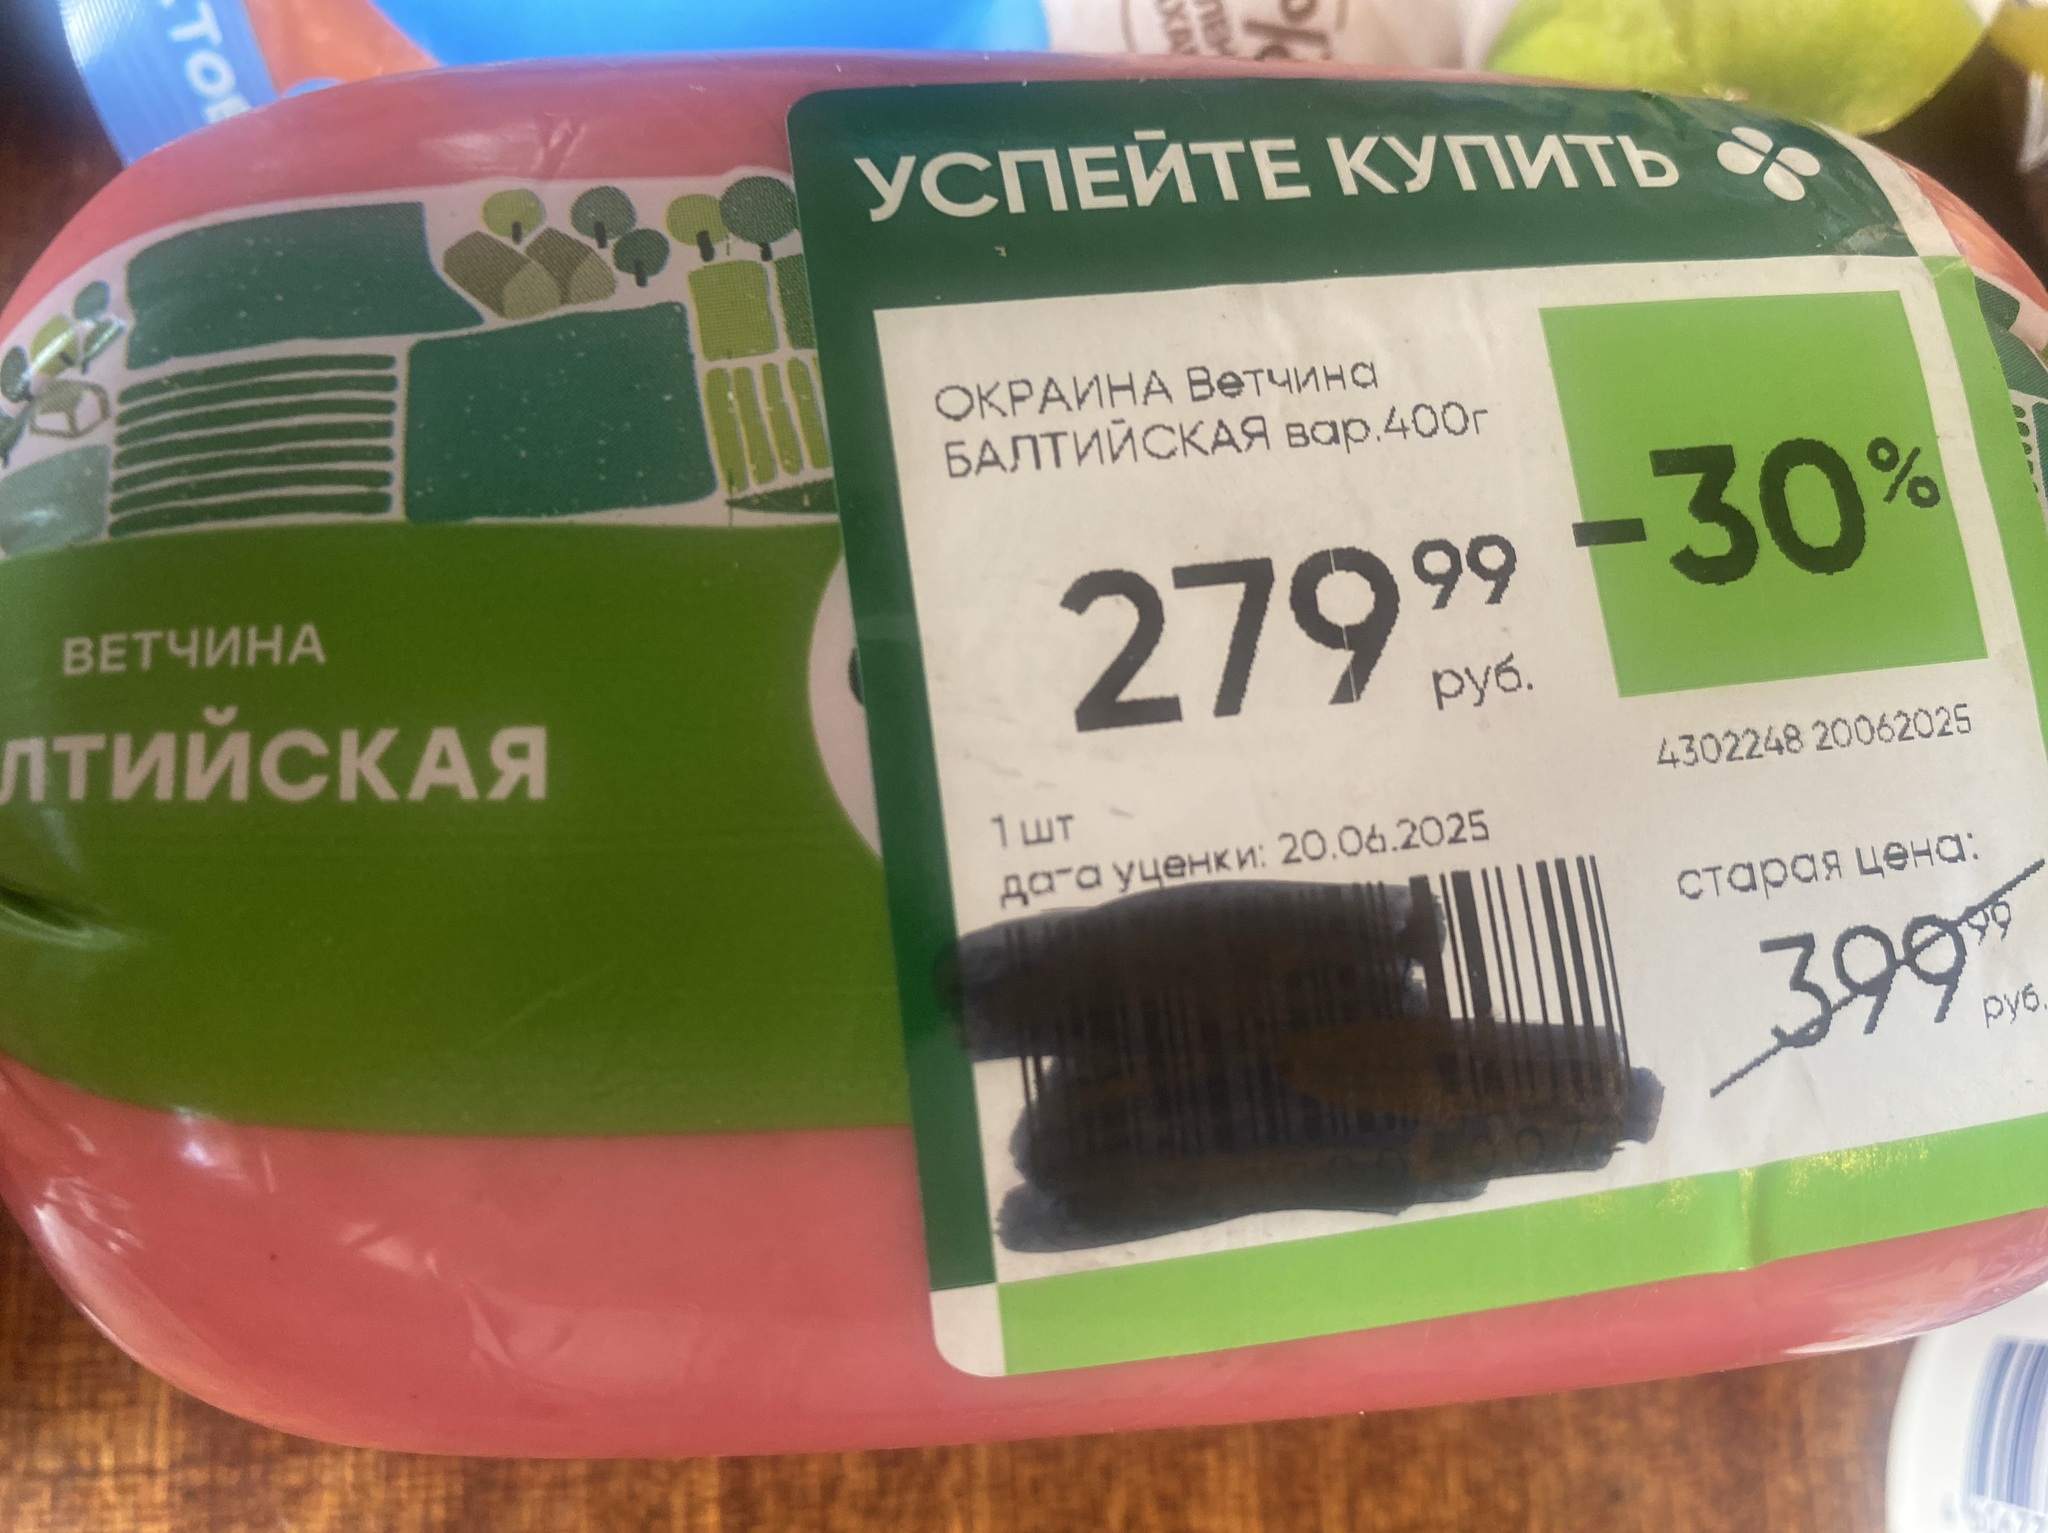 УСПЕЙТЕ КУПИТЬ
ОКРАИНА Ветчина
БАЛТИЙСКАЯ вар.400г
-30%
279 99
руб.
4302248 20062025
1 шт
дата уценки: 20.06.2025
старая цена:
399 99
руб.
ВЕТЧИНА
ЛТИЙСКАЯ